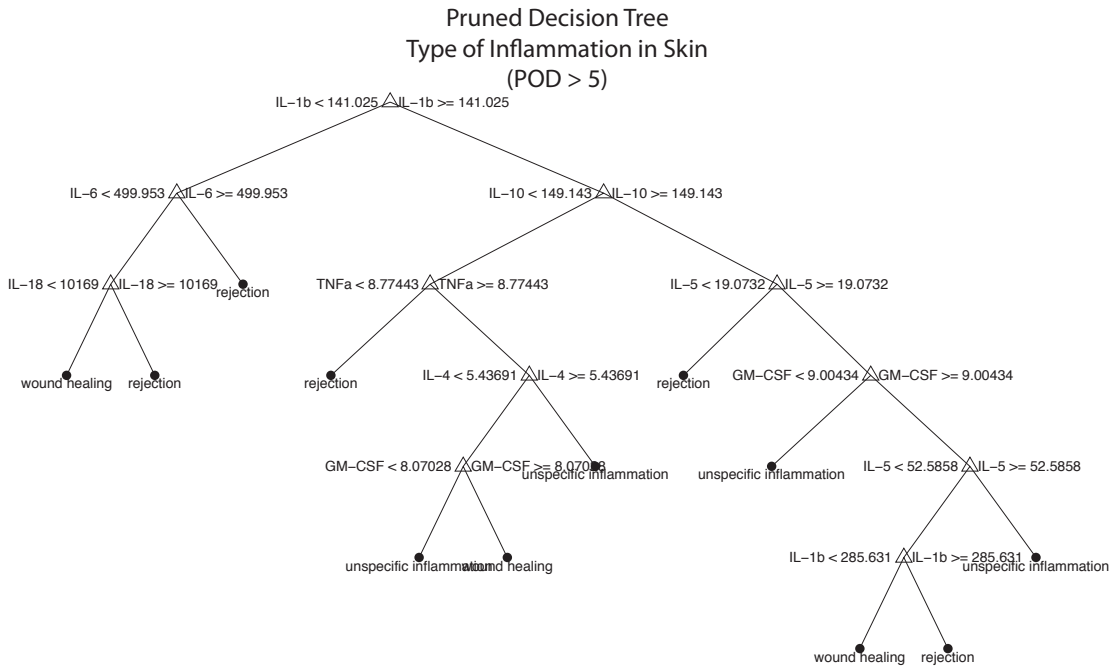 Pruned Decision Tree
Type of Inflammation in Skin
(POD > 5)
IL−1b < 141.025 IL−1b >= 141.025
IL−6 < 499.953 IL−6 >= 499.953 IL−10 < 149.143 IL−10 >= 149.143
IL−18 < 10169 IL−18 >= 10169 rejection TNFa < 8.77443 TNFa >= 8.77443 IL−5 < 19.0732 IL−5 >= 19.0732
wound healing rejection rejection IL−4 < 5.43691 IL−4 >= 5.43691 rejection GM−CSF < 9.00434 GM−CSF >= 9.00434
GM−CSF < 8.07028 GM−CSF >= 8.07028 unspecific inflammation unspecific inflammation IL−5 < 52.5858 IL−5 >= 52.5858
unspecific inflammation wound healing IL−1b < 285.631 IL−1b >= 285.631 unspecific inflammation
wound healing rejection